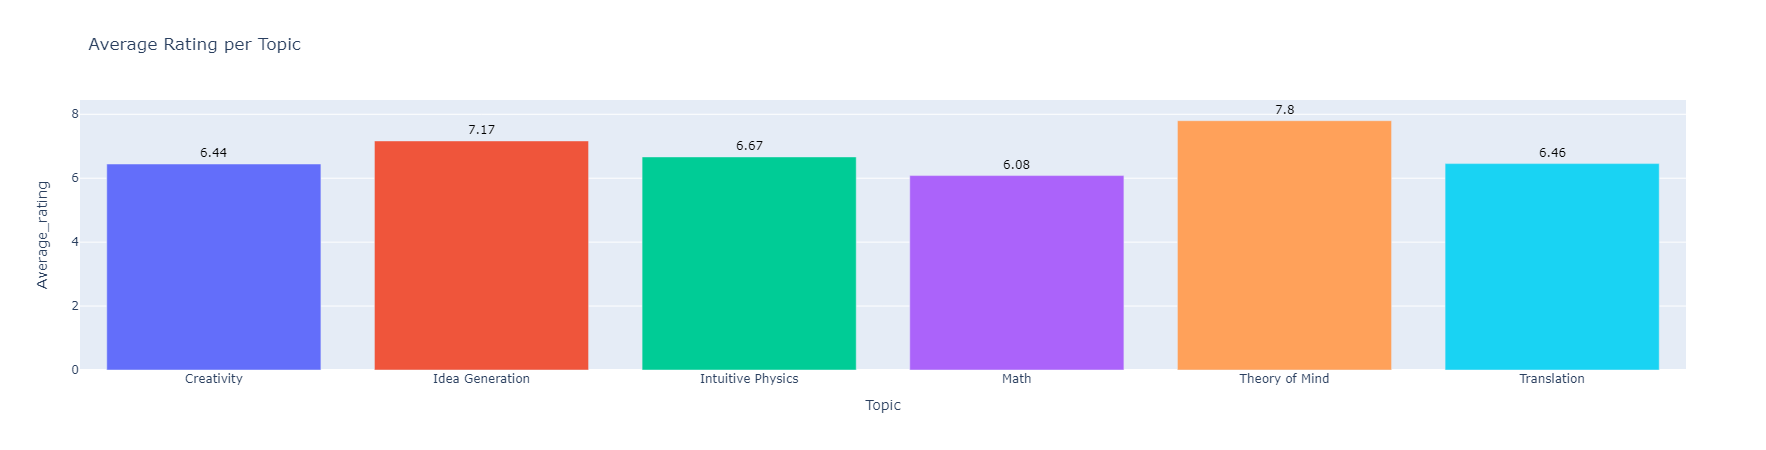 Average Rating per Topic
8
6
4
2
0
Average_rating
6.44
7.17
6.67
6.08
7.8
6.46
Creativity
Idea Generation
Intuitive Physics
Math
Theory of Mind
Translation
Topic